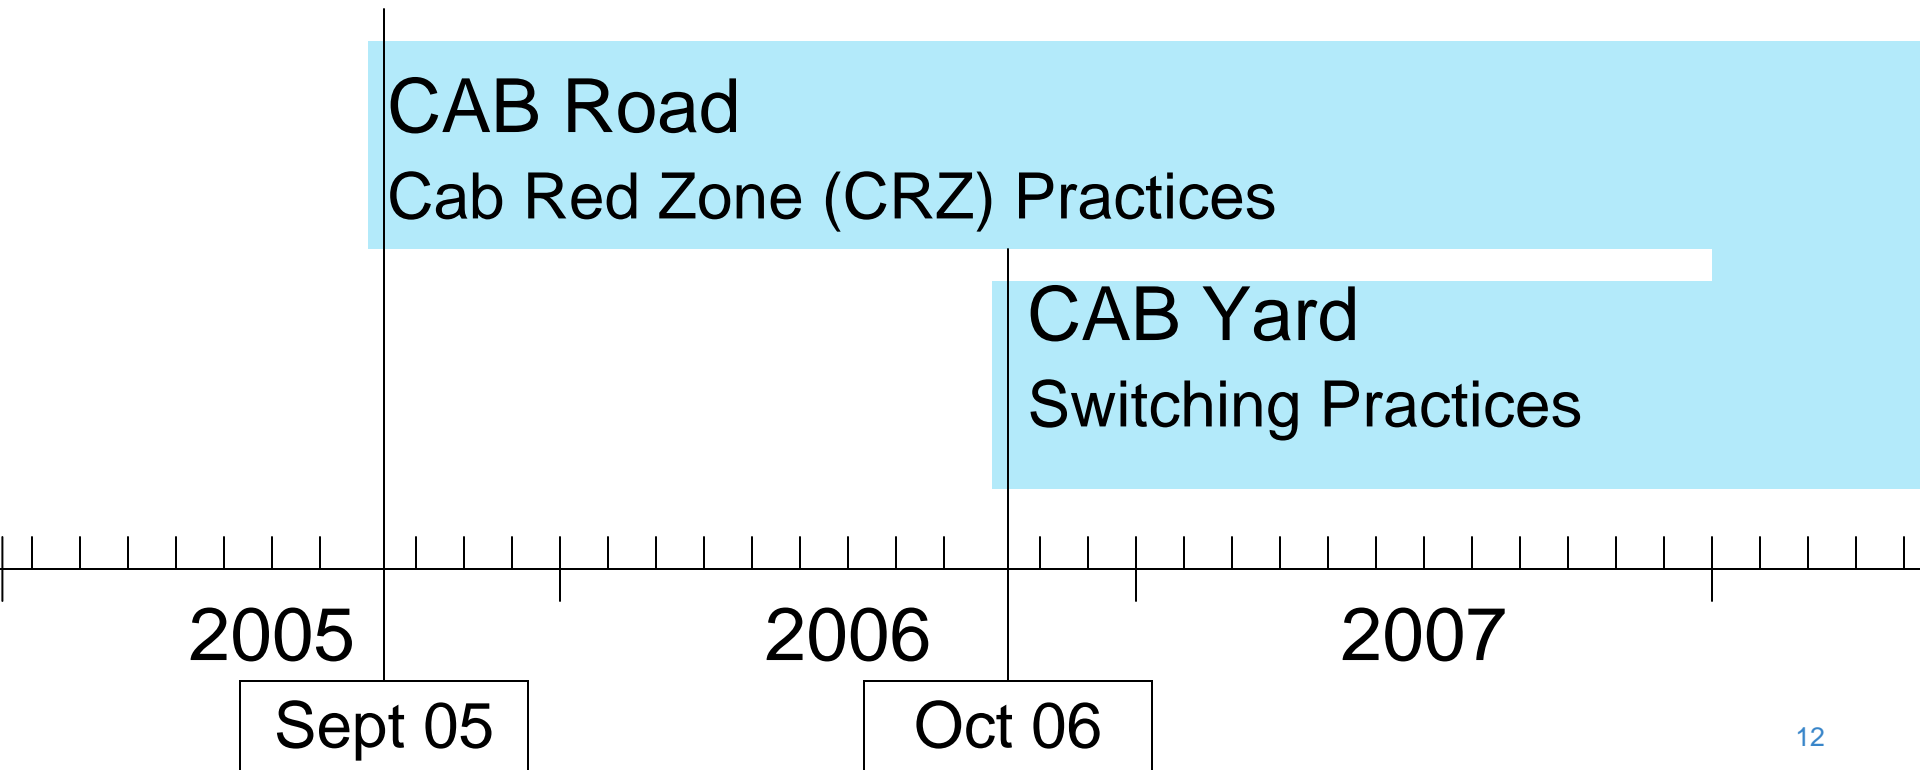 CAB Road
Cab Red Zone (CRZ) Practices
CAB Yard
Switching Practices
2005
2006
2007
Sept 05
Oct 06
12